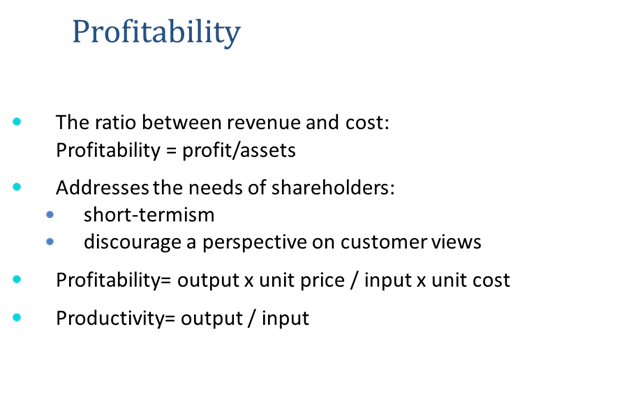 Profitability
The ratio between revenue and cost:
Profitability = profit/assets
Addresses the needs of shareholders:
short-termism
discourage a perspective on customer views
Profitability= output x unit price / input x unit cost
Productivity= output / input